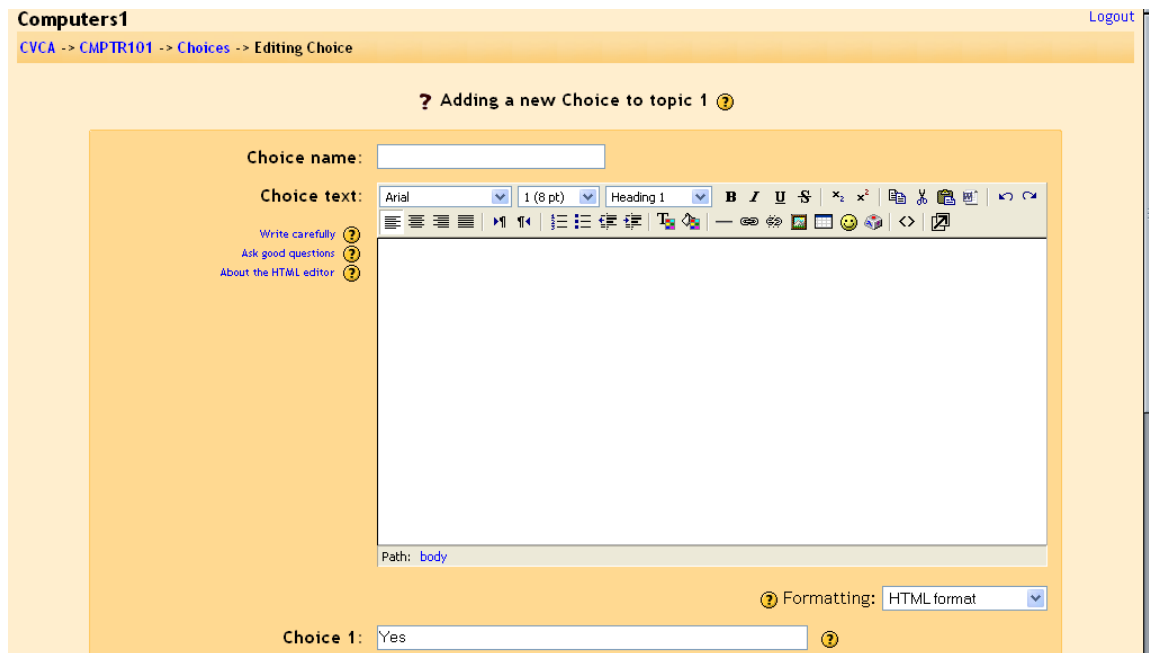 Computers1 Logout
CVCA -> CMPTR101 -> Choices -> Editing Choice
? Adding a new Choice to topic 1 ?
Choice name:
Choice text: Arial 1 (8 pt) Heading 1 B I U S x₂ x²
Write carefully ?
Ask good questions ?
About the HTML editor ?
Path: body
? Formatting: HTML format
Choice 1: Yes ?